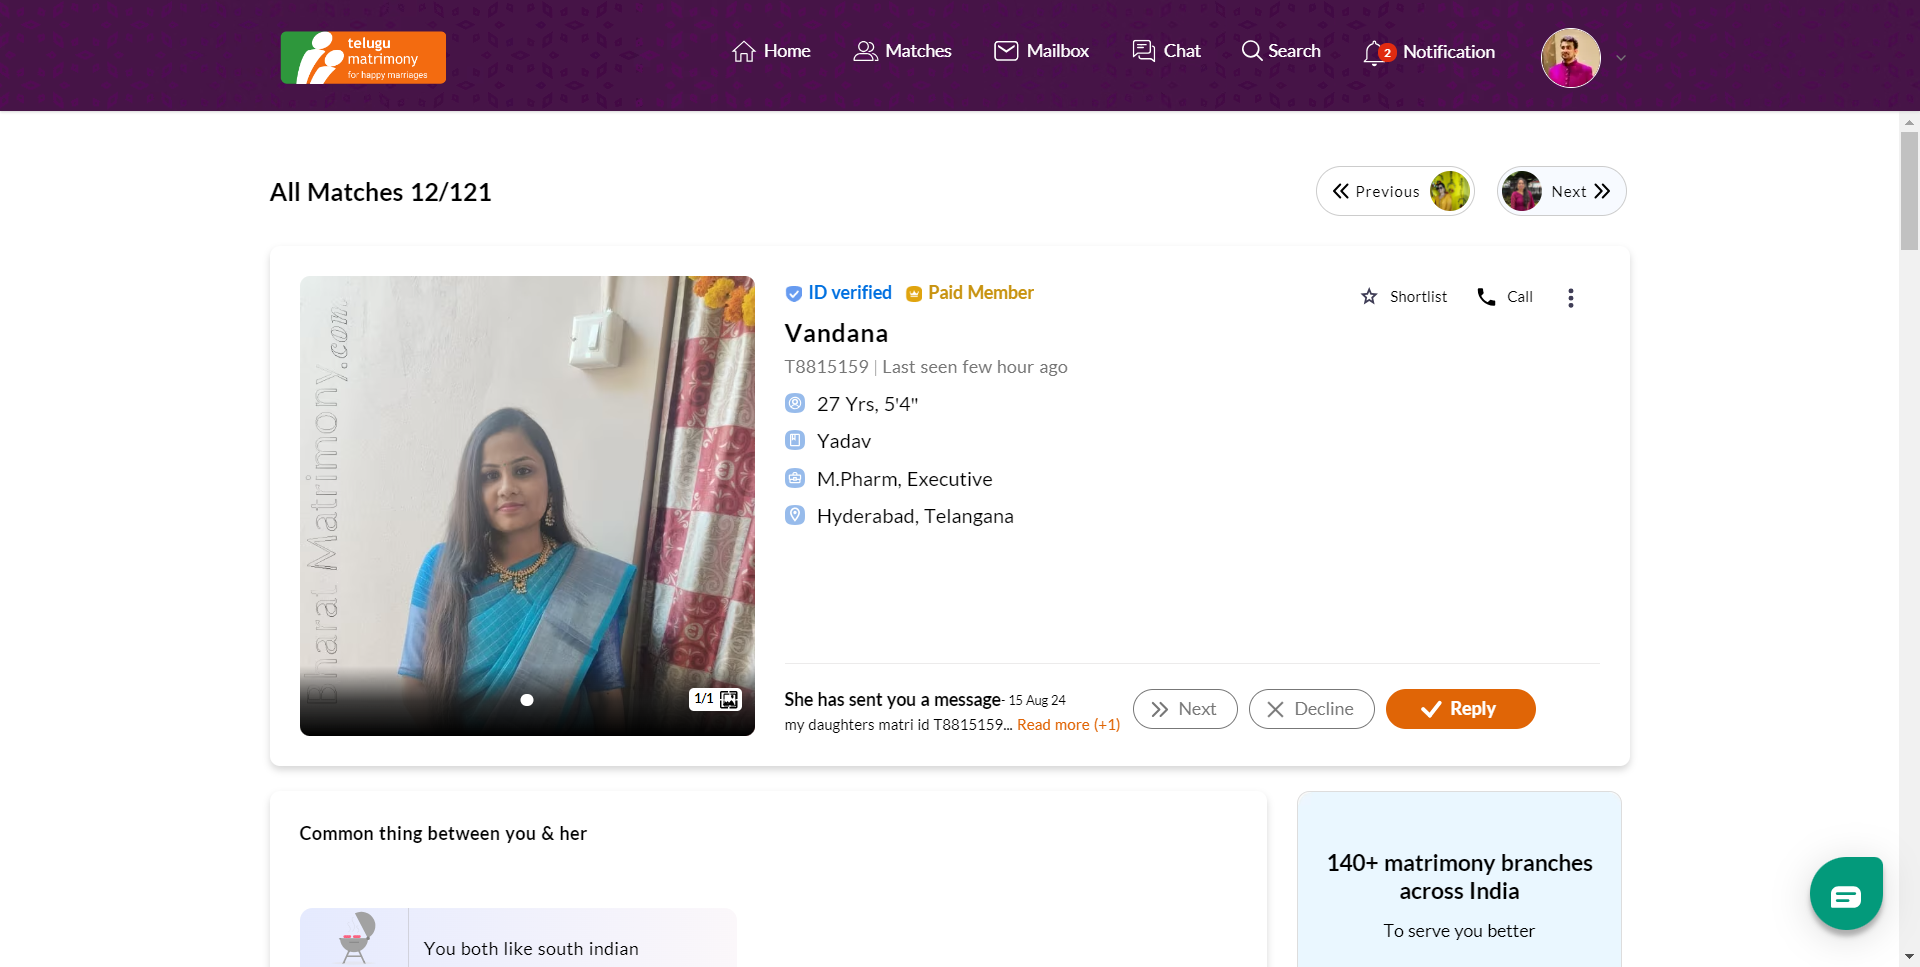 telugu
matrimony
for happy marriages
Home
Matches
Mailbox
Chat
Search
2
Notification
All Matches 12/121
Previous
Next
Bharat Matrimony.com
ID verified
Paid Member
Shortlist
Call
Vandana
T8815159 | Last seen few hour ago
27 Yrs, 5'4"
Yadav
M.Pharm, Executive
Hyderabad, Telangana
1/1
She has sent you a message- 15 Aug 24
my daughters matri id T8815159... Read more (+1)
Next
Decline
Reply
Common thing between you & her
You both like south indian
140+ matrimony branches
across India
To serve you better